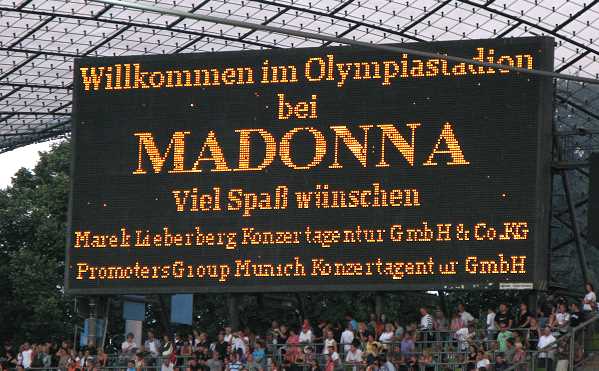 Willkommen im Olympiastadion
bei
MADONNA
Viel Spaß wünschen
Marek Lieberberg Konzertagentur GmbH & Co.KG
PromotersGroup Munich Konzertagentur GmbH